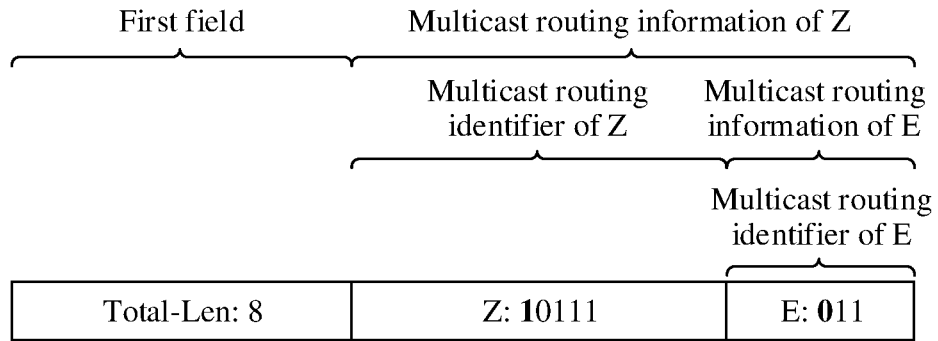 First field
Multicast routing information of Z
Multicast routing
identifier of Z
Multicast routing
information of E
Multicast routing
identifier of E
Total-Len: 8
Z: 10111
E: 011